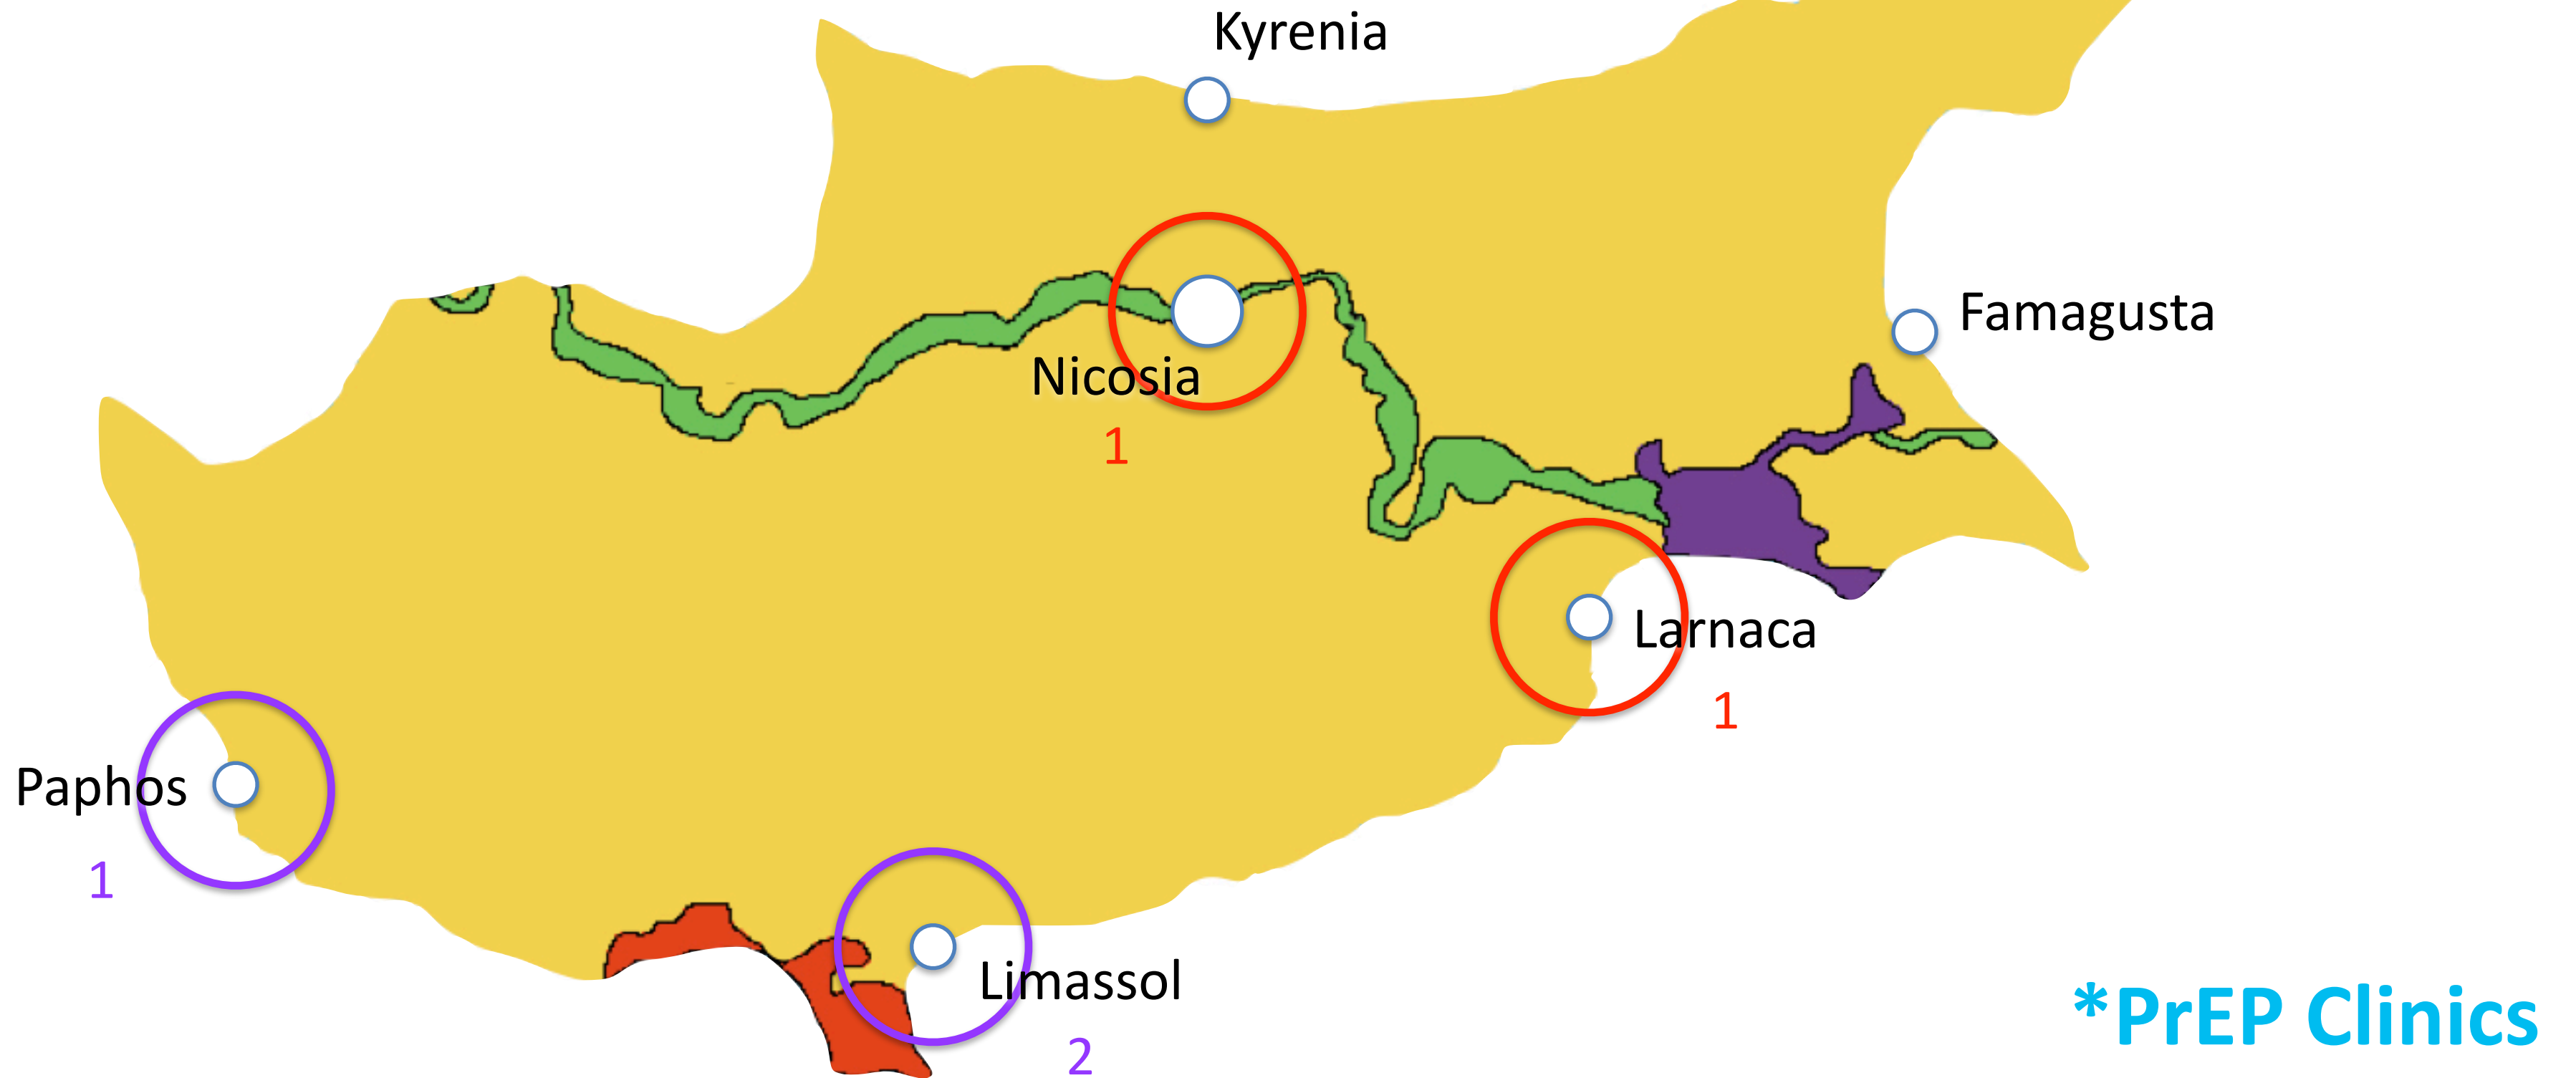 Kyrenia
Famagusta
Nicosia
1
Larnaca
1
Paphos
1
Limassol
2
*PrEP Clinics